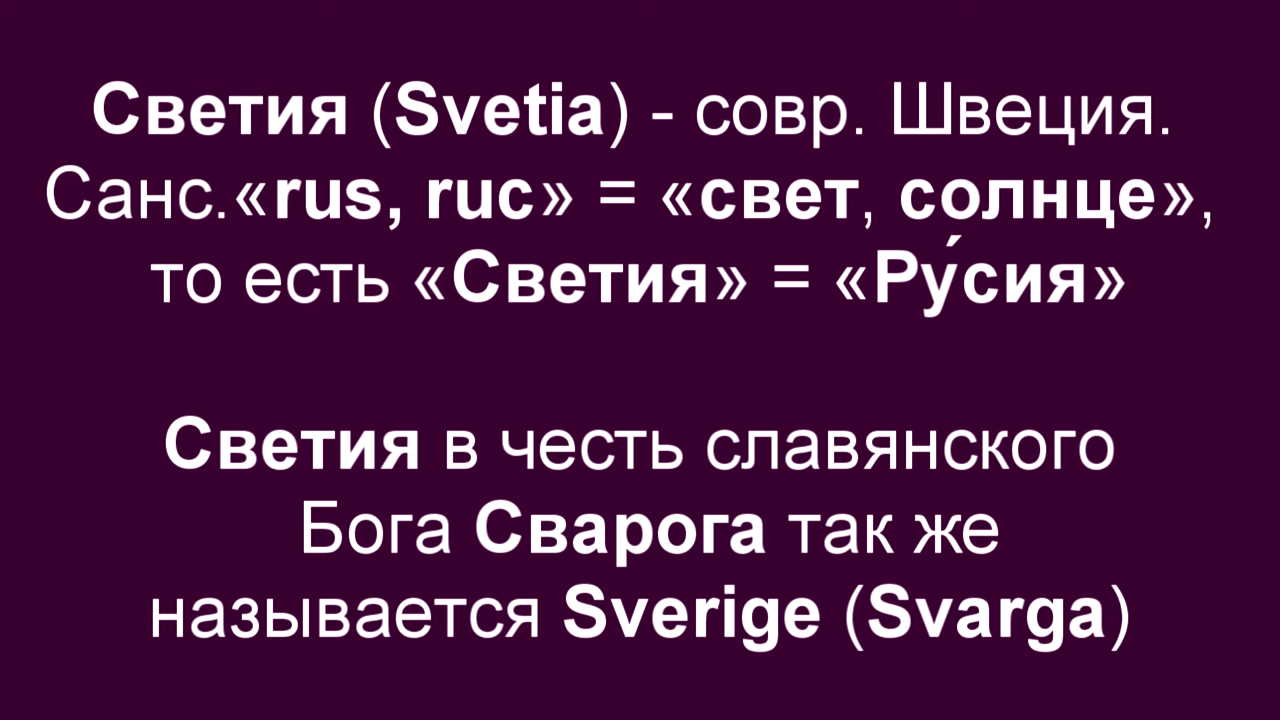 Светия (Svetia) - совр. Швеция.
Санс.«rus, ruc» = «свет, солнце»,
то есть «Светия» = «Ру́сия»
Светия в честь славянского
Бога Сварога так же
называется Sverige (Svarga)